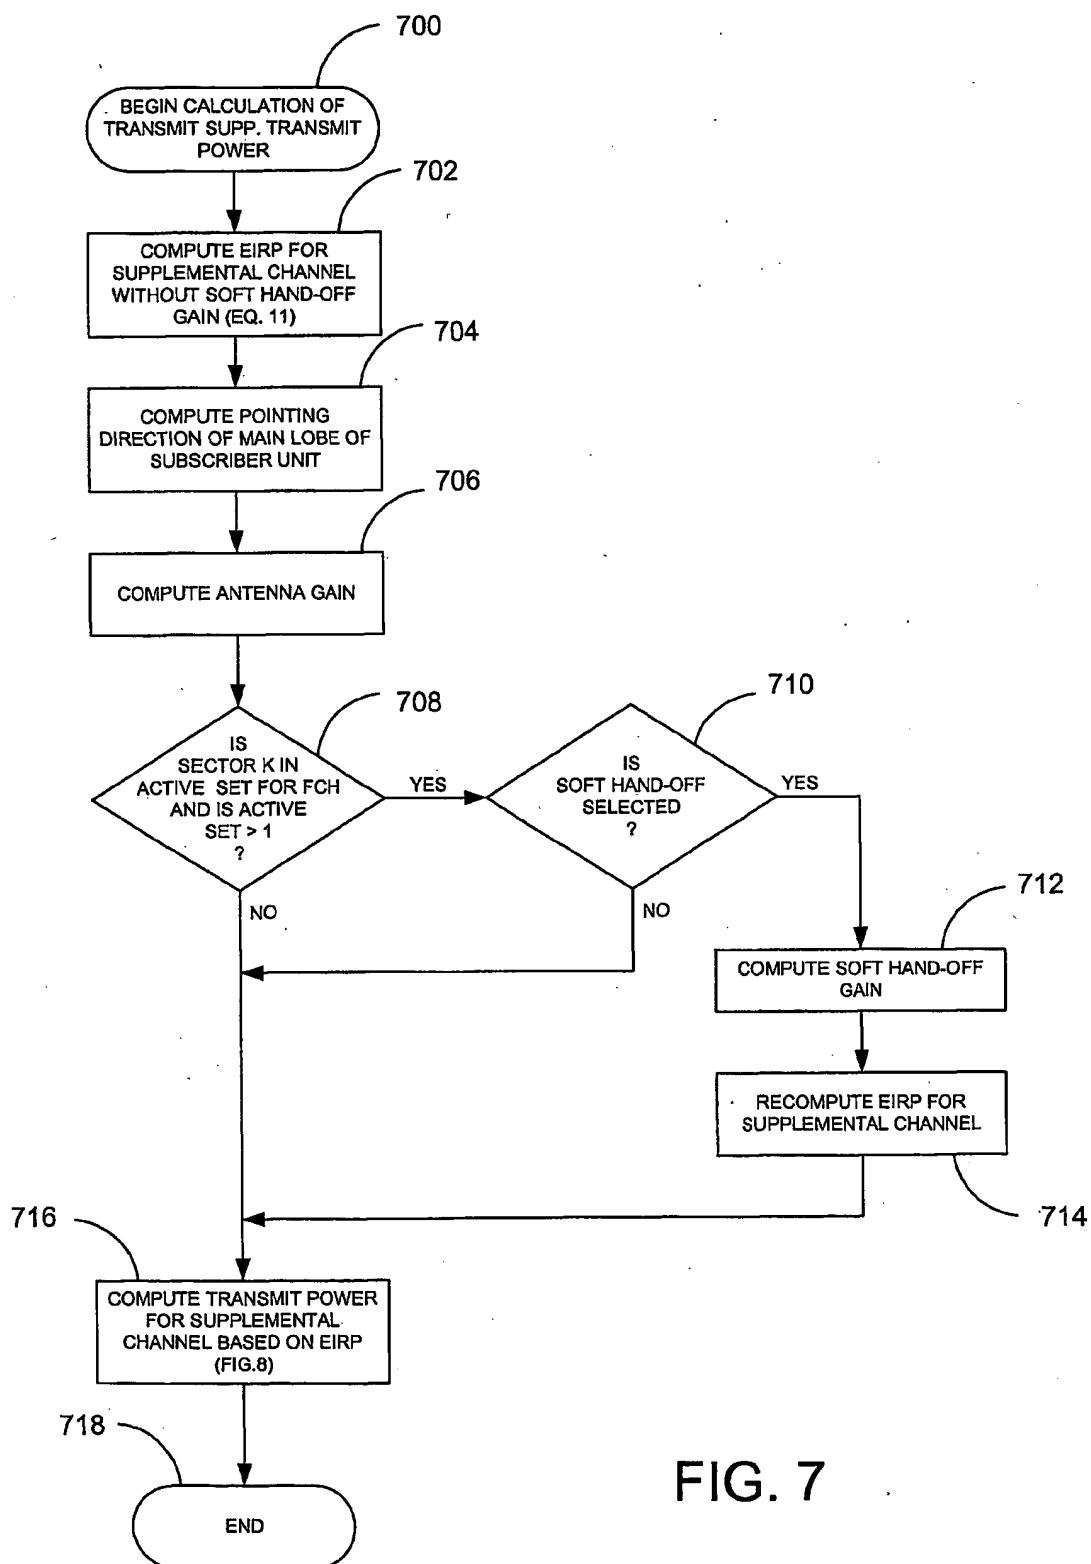 700
BEGIN CALCULATION OF
TRANSMIT SUPP. TRANSMIT
POWER
702
COMPUTE EIRP FOR
SUPPLEMENTAL CHANNEL
WITHOUT SOFT HAND-OFF
GAIN (EQ. 11)
704
COMPUTE POINTING
DIRECTION OF MAIN LOBE OF
SUBSCRIBER UNIT
706
COMPUTE ANTENNA GAIN
708
IS
SECTOR K IN
ACTIVE SET FOR FCH
AND IS ACTIVE
SET > 1
?
YES
NO
710
IS
SOFT HAND-OFF
SELECTED
?
YES
NO
712
COMPUTE SOFT HAND-OFF
GAIN
RECOMPUTE EIRP FOR
SUPPLEMENTAL CHANNEL
714
716
COMPUTE TRANSMIT POWER
FOR SUPPLEMENTAL
CHANNEL BASED ON EIRP
(FIG.8)
718
END
FIG. 7